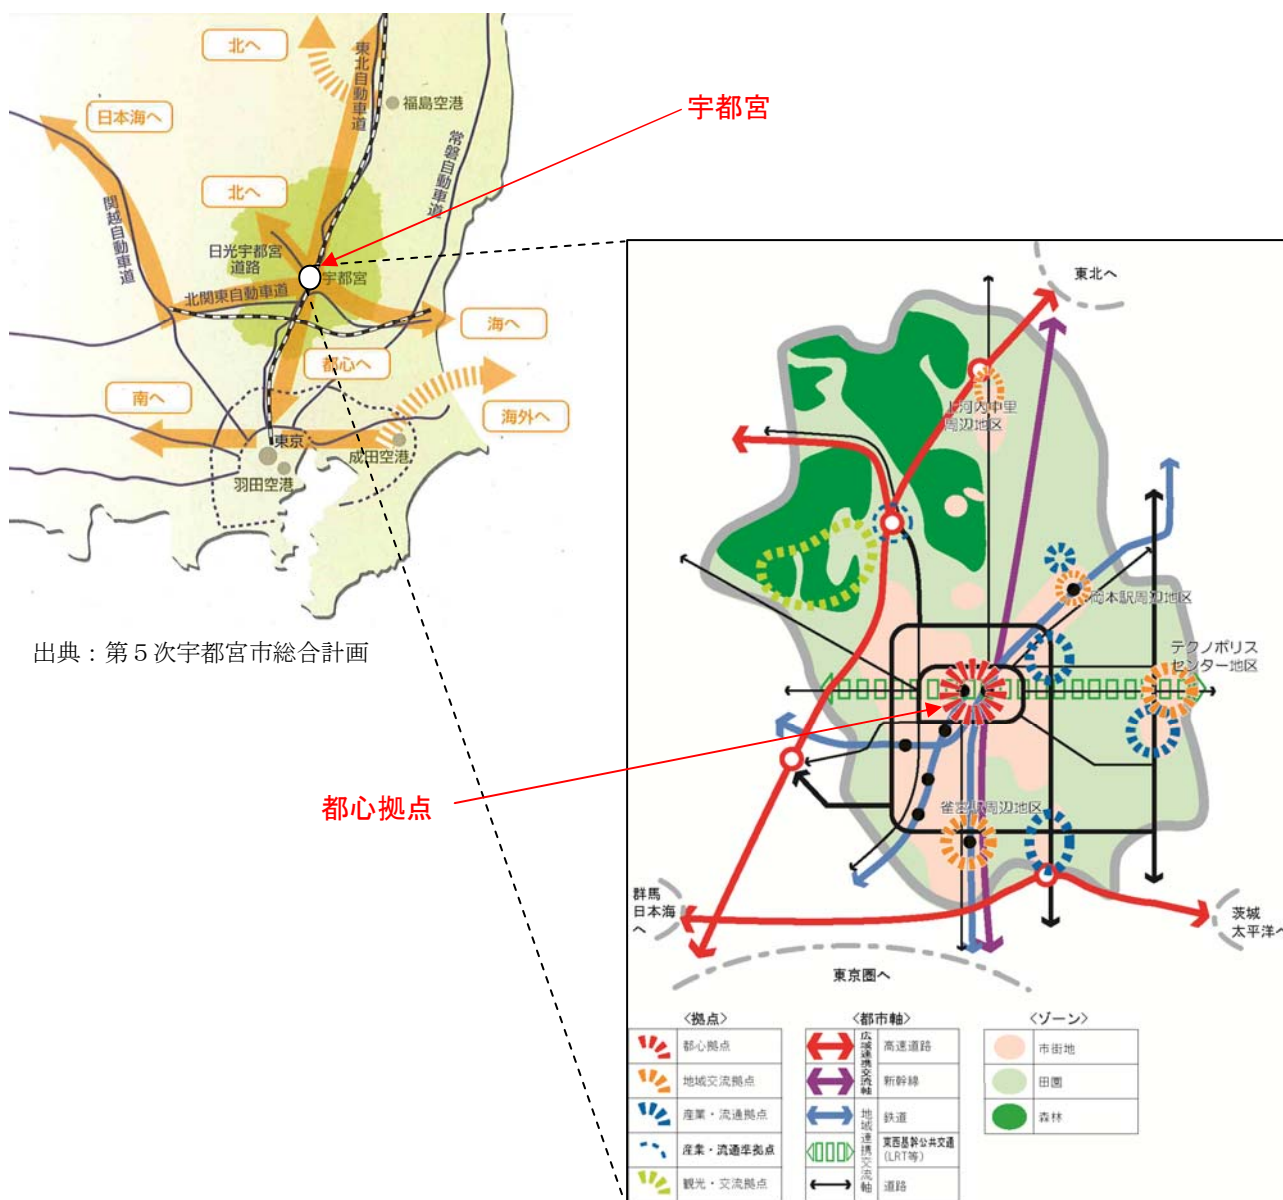 北へ
東北自動車道
福島空港
宇都宮
日本海へ
常磐自動車道
北へ
関越自動車道
日光宇都宮
道路
宇都宮
北関東自動車道
海へ
都心へ
南へ
海外へ
東京
成田空港
羽田空港
出典：第５次宇都宮市総合計画
都心拠点
東北へ
上河内中里
周辺地区
岡本駅周辺地区
テクノポリス
センター地区
雀宮駅周辺地区
群馬
日本海
へ
茨城
太平洋へ
東京圏へ
〈拠点〉
都心拠点
地域交流拠点
産業・流通拠点
産業・流通準拠点
観光・交流拠点
〈都市軸〉
広域連携交流軸
高速道路
新幹線
地域連携交流軸
鉄道
東西基幹公共交通
(LRT等)
道路
〈ゾーン〉
市街地
田園
森林